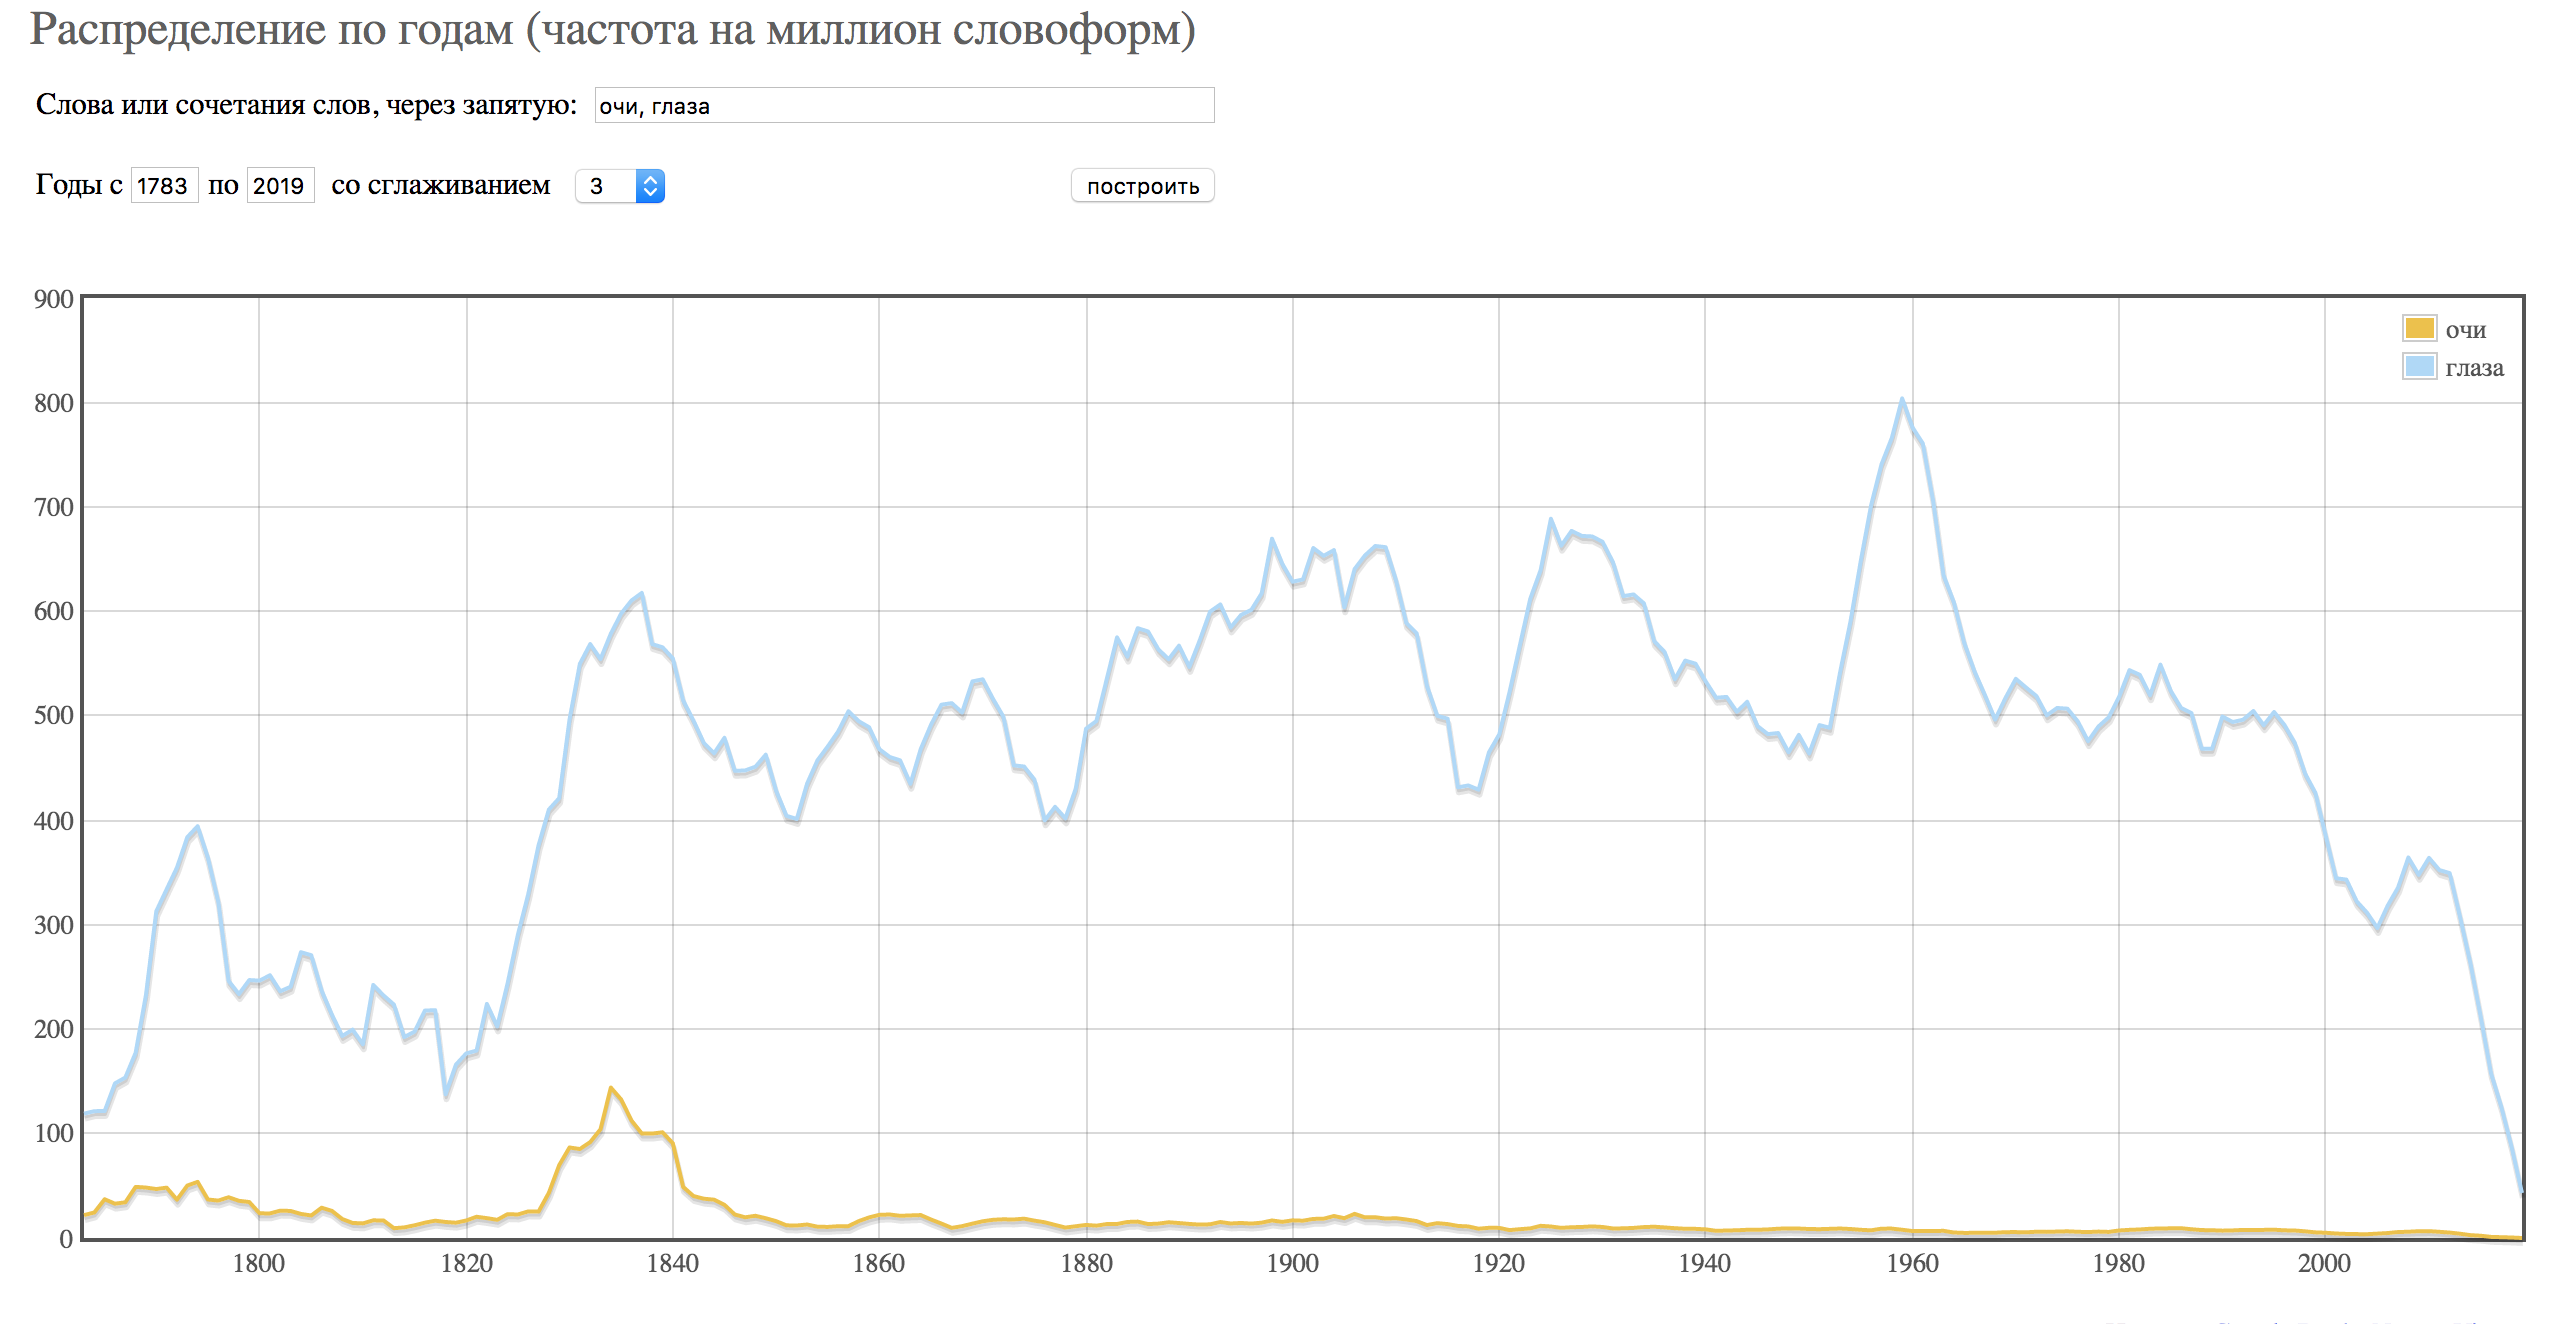 Распределение по годам (частота на миллион словоформ)
Слова или сочетания слов, через запятую: очи, глаза
Годы с 1783 по 2019 со сглаживанием 3 построить
900
очи
глаза
800
700
600
500
400
300
200
100
0
1800 1820 1840 1860 1880 1900 1920 1940 1960 1980 2000